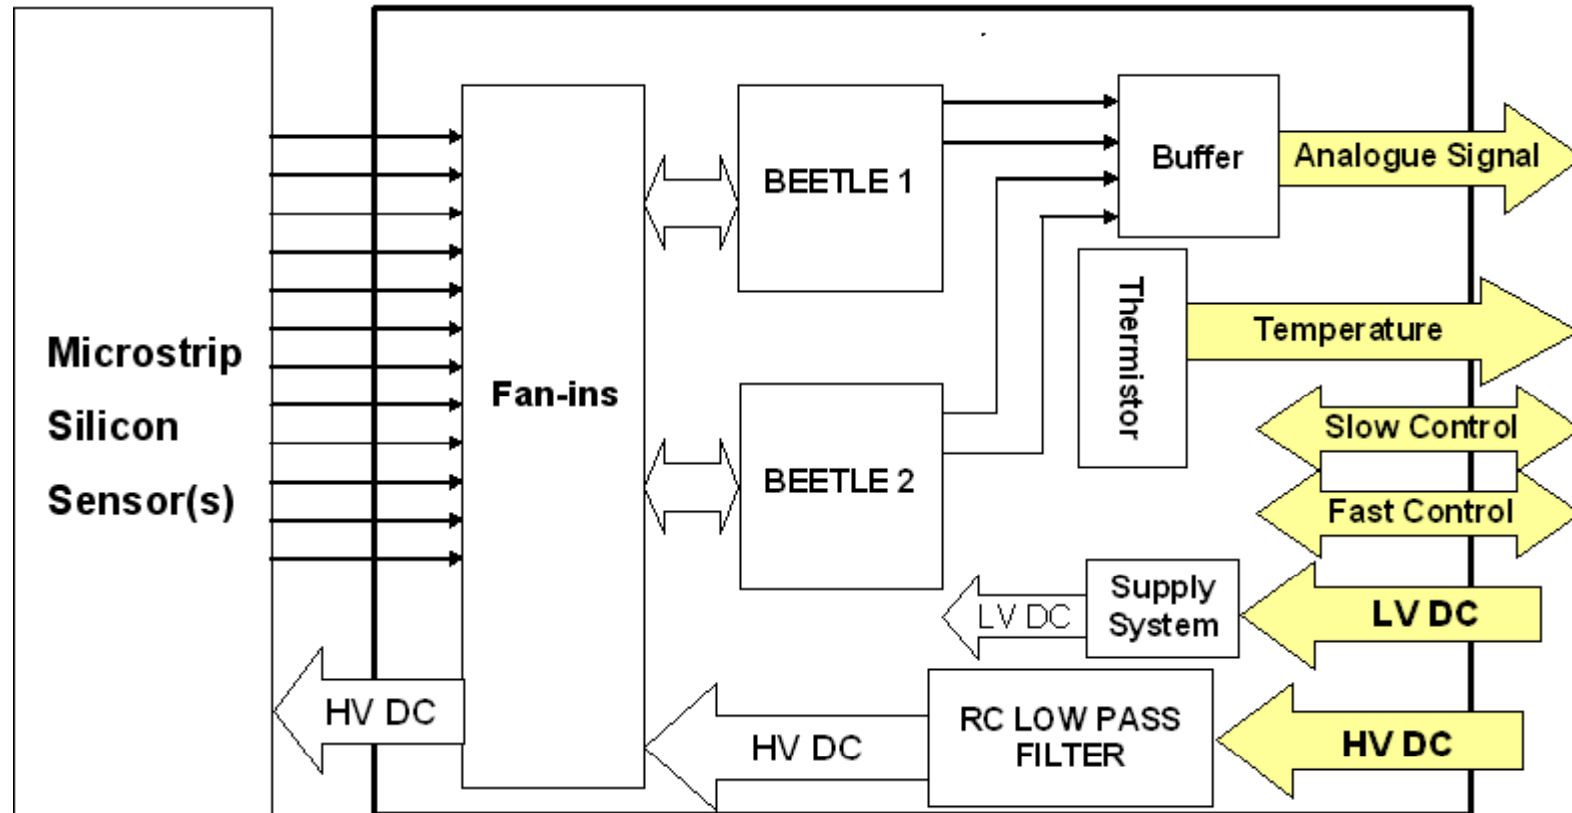 Microstrip
Silicon
Sensor(s)
Fan-ins
BEETLE 1
BEETLE 2
Buffer
Analogue Signal
Thermistor
Temperature
Slow Control
Fast Control
LV DC
Supply
System
LV DC
HV DC
HV DC
RC LOW PASS
FILTER
HV DC